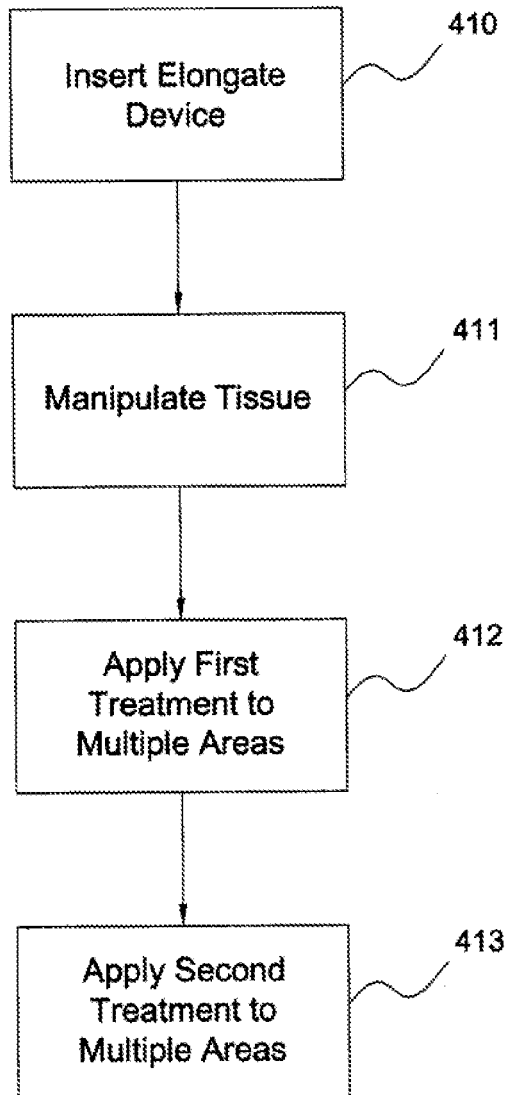 410
Insert Elongate
Device
411
Manipulate Tissue
412
Apply First
Treatment to
Multiple Areas
413
Apply Second
Treatment to
Multiple Areas